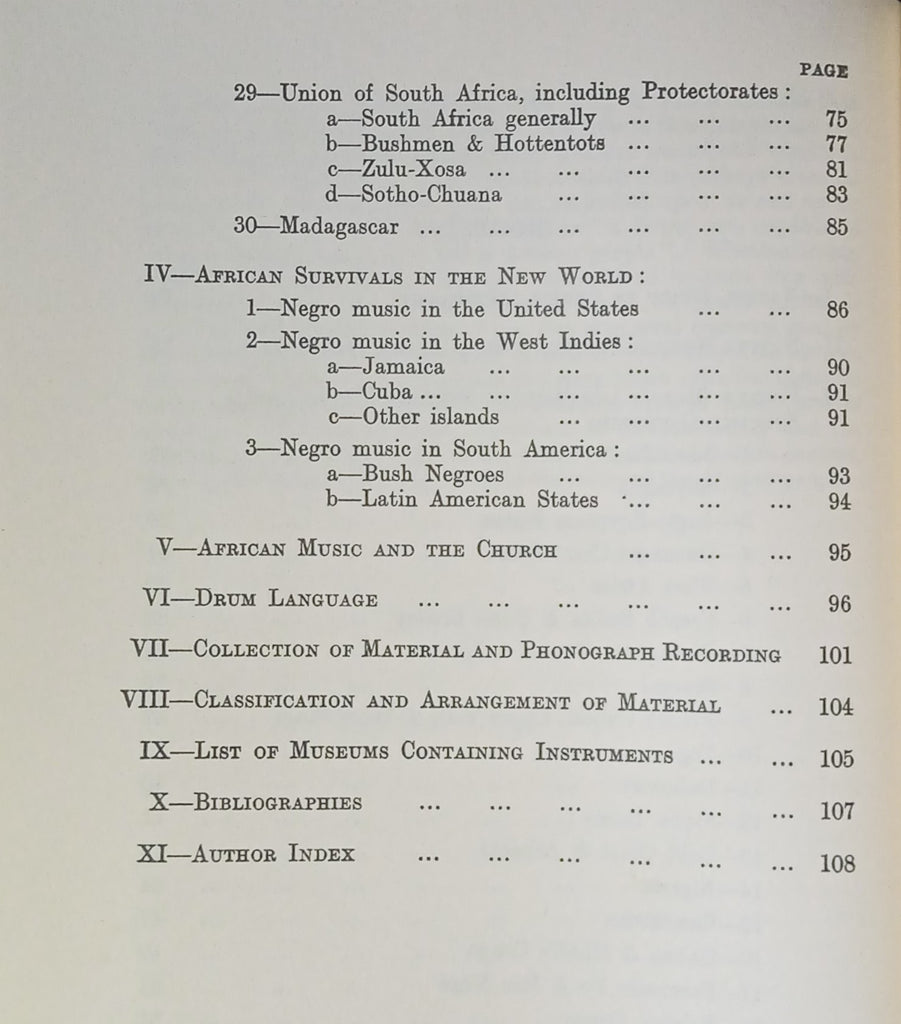 PAGE
29—Union of South Africa, including Protectorates :
a—South Africa generally ... ... ... 75
b—Bushmen & Hottentots ... ... ... 77
c—Zulu-Xosa ... ... ... ... ... 81
d—Sotho-Chuana ... ... ... ... 83
30—Madagascar ... ... ... ... ... ... 85
IV—African Survivals in the New World :
1—Negro music in the United States ... ... 86
2—Negro music in the West Indies :
a—Jamaica ... ... ... ... ... 90
b—Cuba ... ... ... ... ... ... 91
c—Other islands ... ... ... ... 91
3—Negro music in South America :
a—Bush Negroes ... ... ... ... 93
b—Latin American States ... ... ... 94
V—African Music and the Church ... ... ... 95
VI—Drum Language ... ... ... ... ... ... 96
VII—Collection of Material and Phonograph Recording 101
VIII—Classification and Arrangement of Material ... 104
IX—List of Museums Containing Instruments ... ... 105
X—Bibliographies ... ... ... ... ... ... 107
XI—Author Index ... ... ... ... ... ... 108